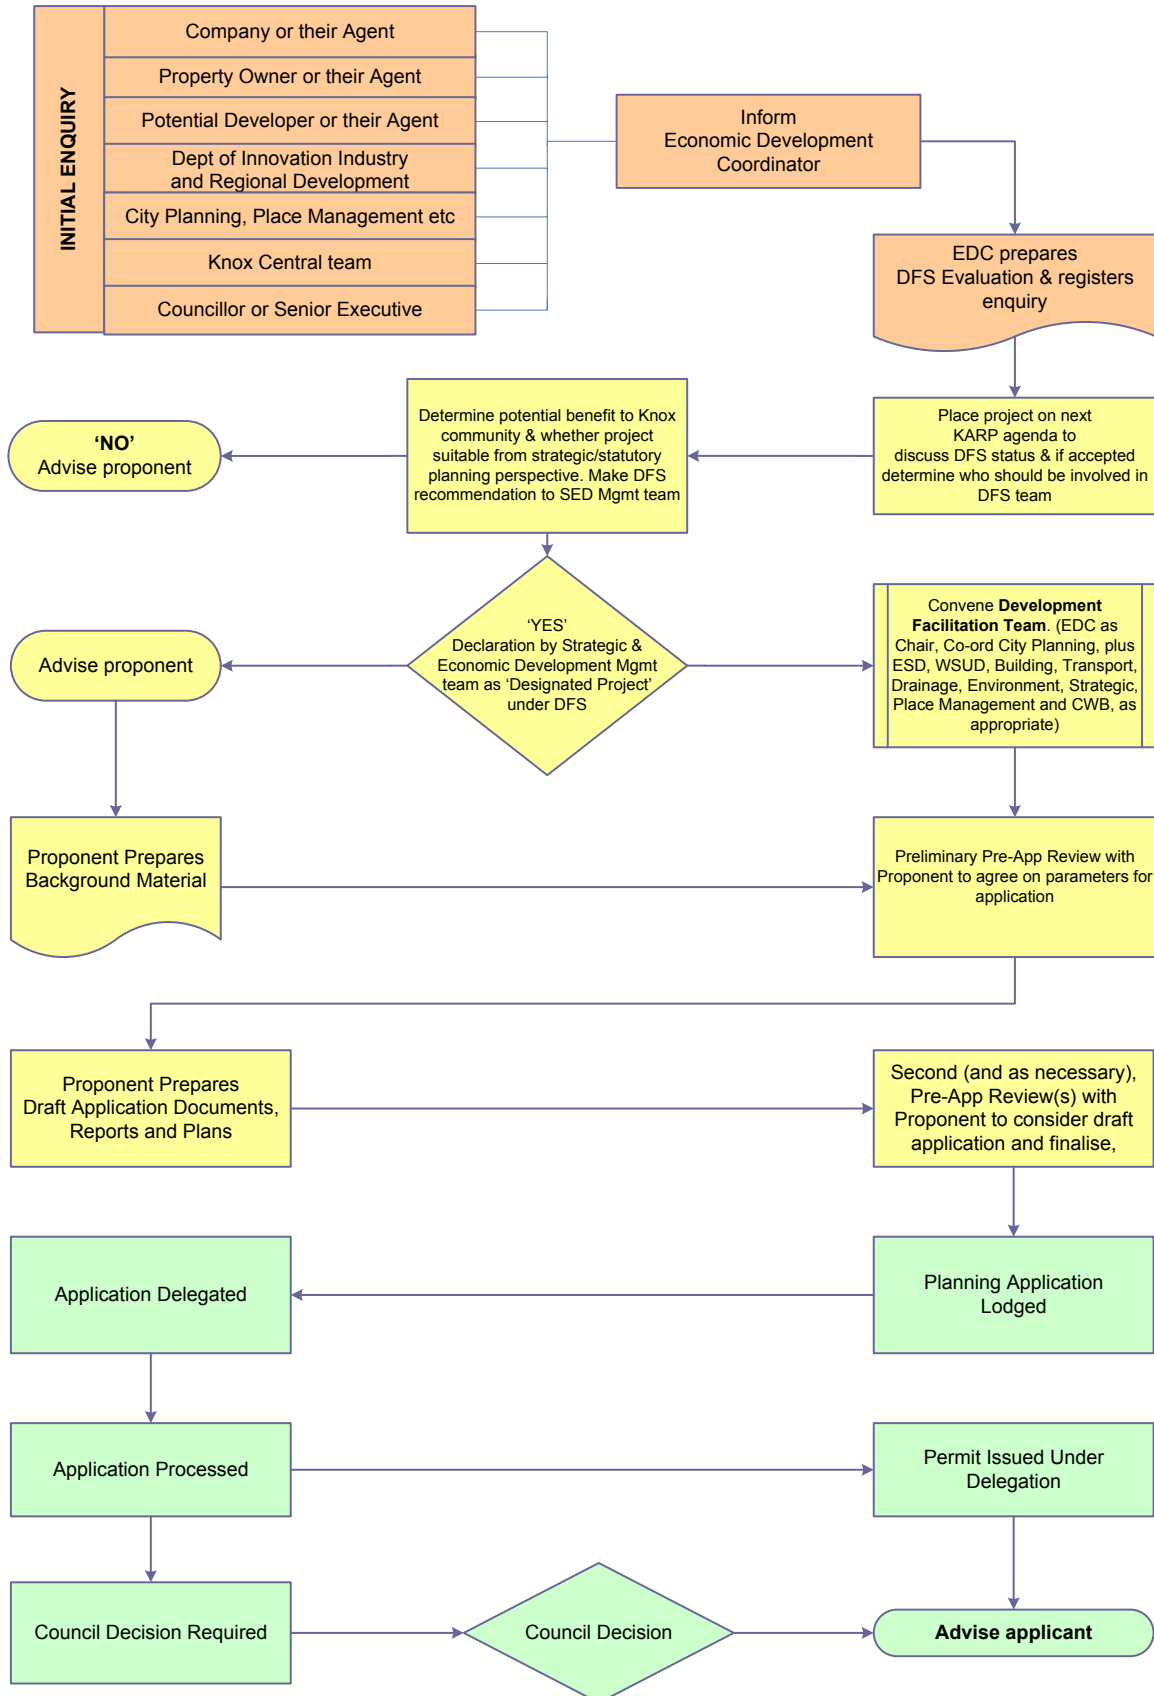 INITIAL ENQUIRY
Company or their Agent
Property Owner or their Agent
Potential Developer or their Agent
Dept of Innovation Industry
and Regional Development
City Planning, Place Management etc
Knox Central team
Councillor or Senior Executive
Inform
Economic Development
Coordinator
EDC prepares
DFS Evaluation & registers
enquiry
Place project on next
KARP agenda to
discuss DFS status & if accepted
determine who should be involved in
DFS team
Determine potential benefit to Knox
community & whether project
suitable from strategic/statutory
planning perspective. Make DFS
recommendation to SED Mgmt team
‘NO’
Advise proponent
‘YES’
Declaration by Strategic &
Economic Development Mgmt
team as ‘Designated Project’
under DFS
Advise proponent
Convene Development
Facilitation Team. (EDC as
Chair, Co-ord City Planning, plus
ESD, WSUD, Building, Transport,
Drainage, Environment, Strategic,
Place Management and CWB, as
appropriate)
Proponent Prepares
Background Material
Preliminary Pre-App Review with
Proponent to agree on parameters for
application
Proponent Prepares
Draft Application Documents,
Reports and Plans
Second (and as necessary),
Pre-App Review(s) with
Proponent to consider draft
application and finalise,
Planning Application
Lodged
Application Delegated
Application Processed
Permit Issued Under
Delegation
Council Decision Required
Council Decision
Advise applicant